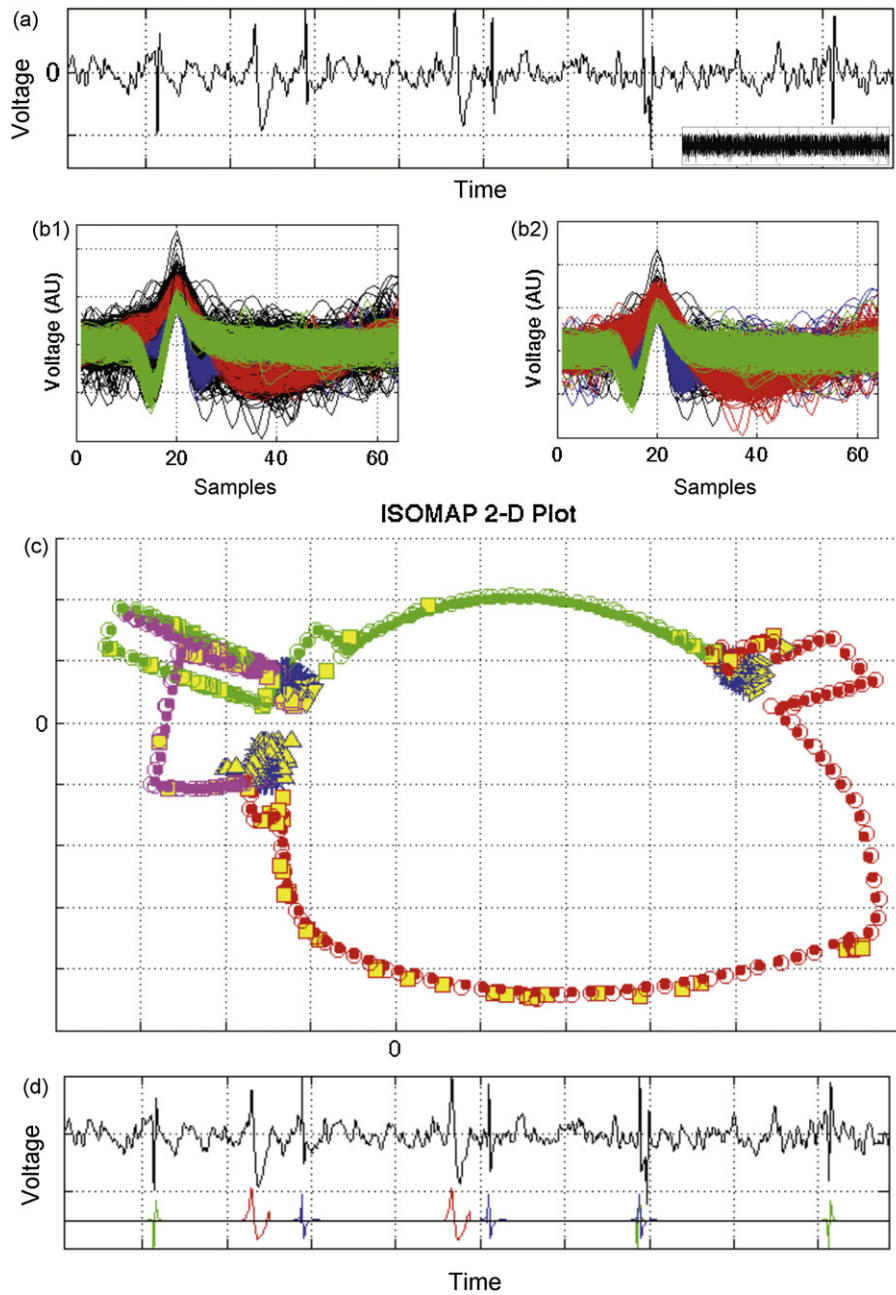 (a)
Voltage
0
Time
(b1)
Voltage (AU)
0
20
40
60
Samples
(b2)
Voltage (AU)
0
20
40
60
Samples
ISOMAP 2-D Plot
(c)
0
0
(d)
Voltage
Time